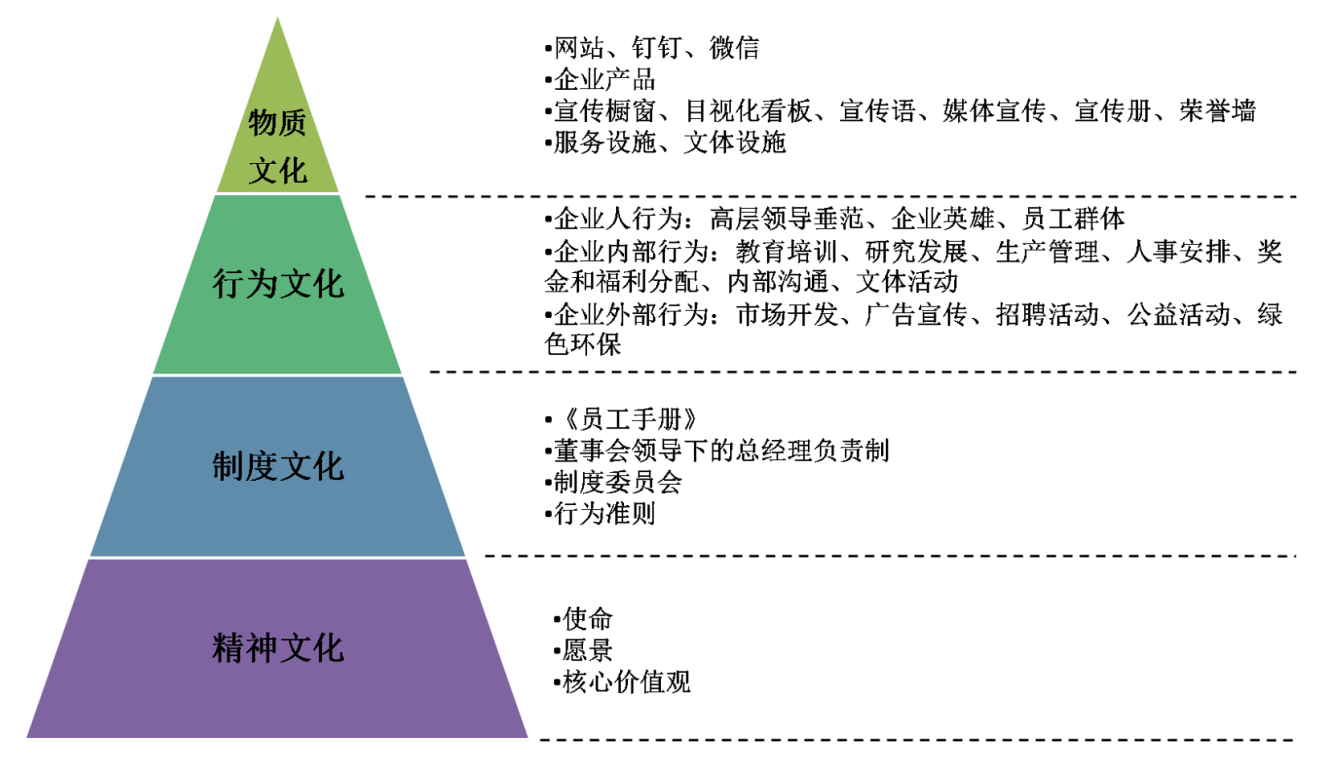 物质
文化
•网站、钉钉、微信
•企业产品
•宣传橱窗、目视化看板、宣传语、媒体宣传、宣传册、荣誉墙
•服务设施、文体设施
行为文化
•企业人行为：高层领导垂范、企业英雄、员工群体
•企业内部行为：教育培训、研究发展、生产管理、人事安排、奖
金和福利分配、内部沟通、文体活动
•企业外部行为：市场开发、广告宣传、招聘活动、公益活动、绿
色环保
制度文化
•《员工手册》
•董事会领导下的总经理负责制
•制度委员会
•行为准则
精神文化
•使命
•愿景
•核心价值观